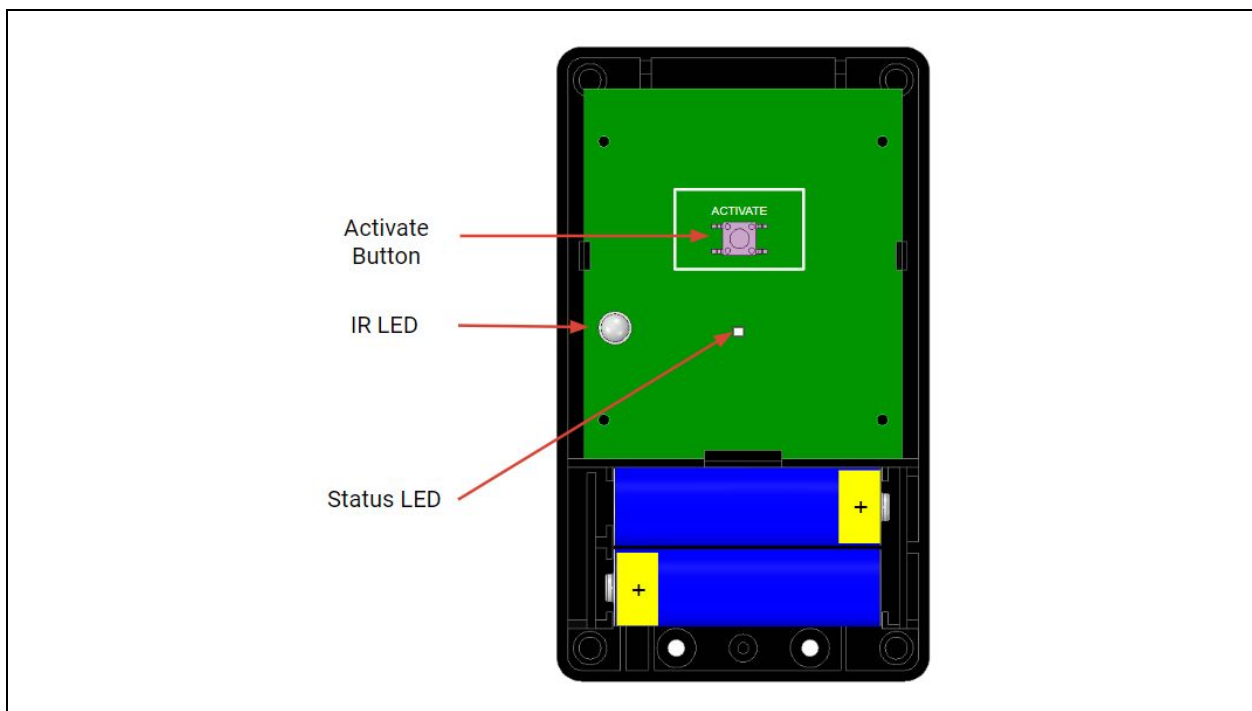 ACTIVATE
Activate
Button
IR LED
Status LED
+
+